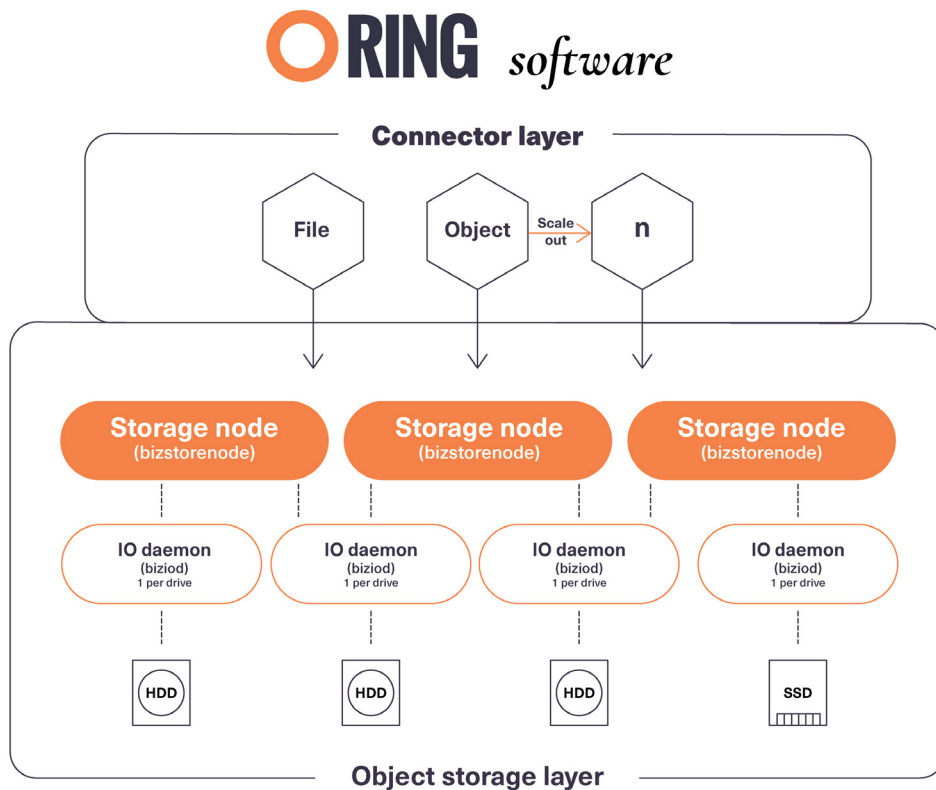 RING software
Connector layer
File
Object
Scale
out
n
Storage node
(bizstorenode)
Storage node
(bizstorenode)
Storage node
(bizstorenode)
IO daemon
(biziod)
1 per drive
IO daemon
(biziod)
1 per drive
IO daemon
(biziod)
1 per drive
IO daemon
(biziod)
1 per drive
HDD
HDD
HDD
SSD
Object storage layer